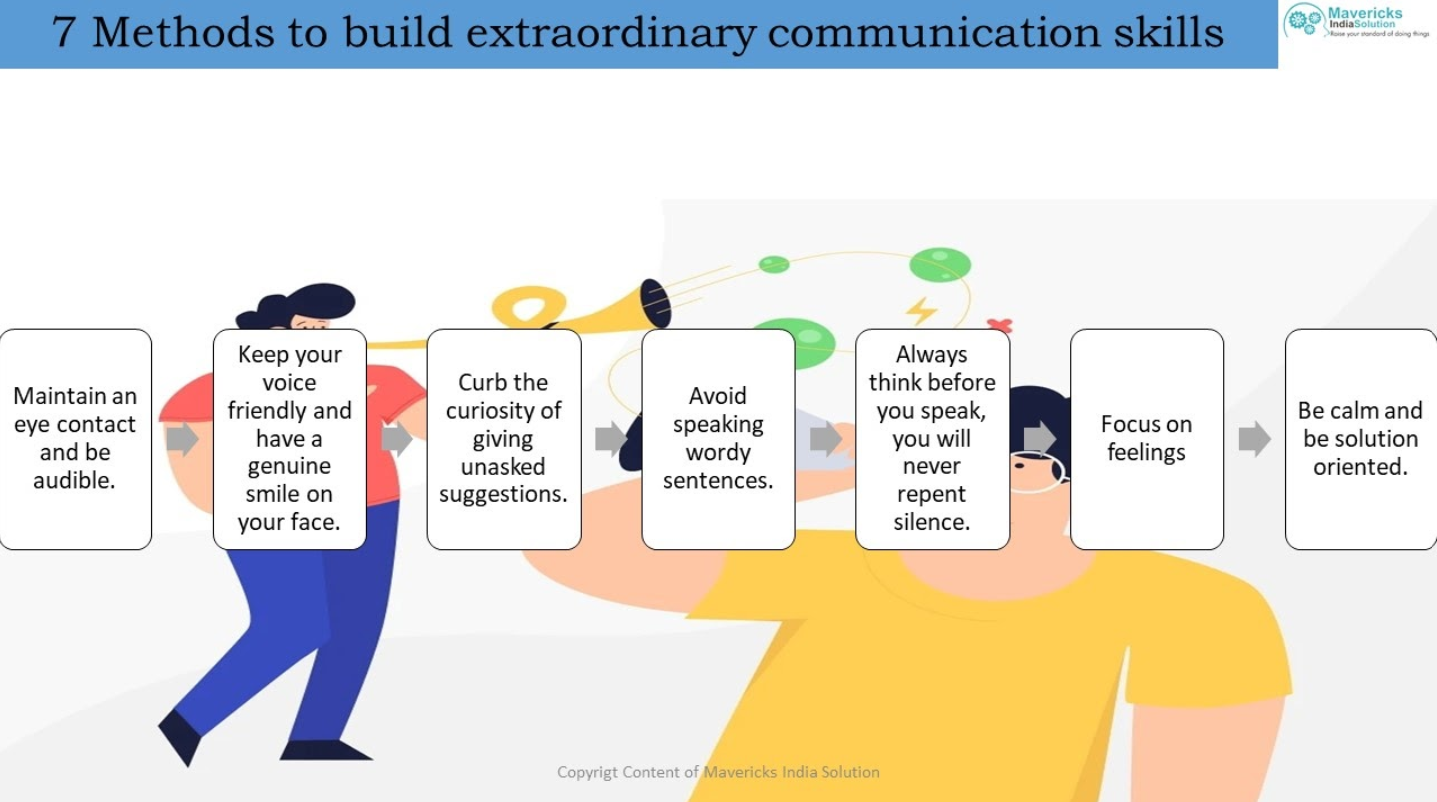 7 Methods to build extraordinary communication skills
Mavericks
IndiaSolution
Raise your standard of doing things
Maintain an
eye contact
and be
audible.
Keep your
voice
friendly and
have a
genuine
smile on
your face.
Curb the
curiosity of
giving
unasked
suggestions.
Avoid
speaking
wordy
sentences.
Always
think before
you speak,
you will
never
repent
silence.
Focus on
feelings
Be calm and
be solution
oriented.
Copyrigt Content of Mavericks India Solution